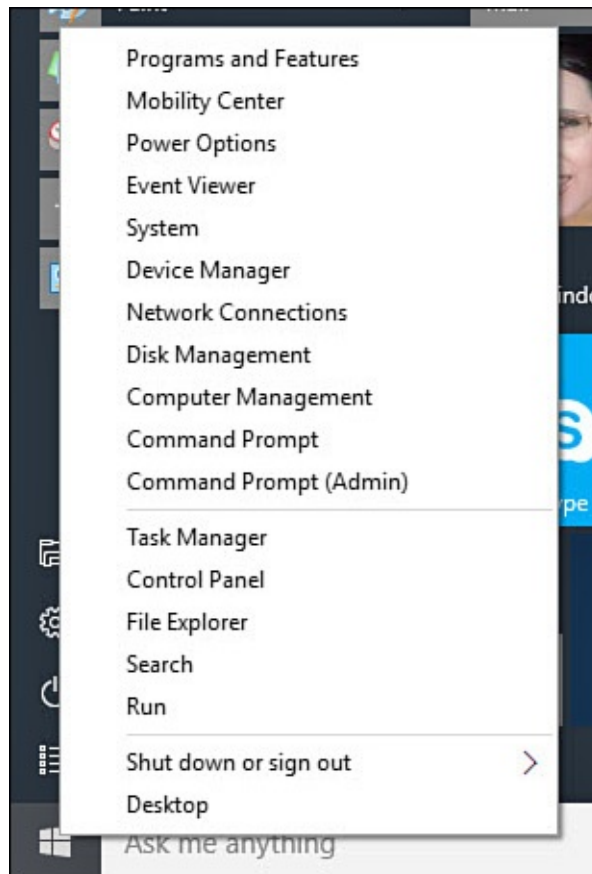 Programs and Features
Mobility Center
Power Options
Event Viewer
System
Device Manager
Network Connections
Disk Management
Computer Management
Command Prompt
Command Prompt (Admin)
Task Manager
Control Panel
File Explorer
Search
Run
Shut down or sign out
Desktop
Ask me anything